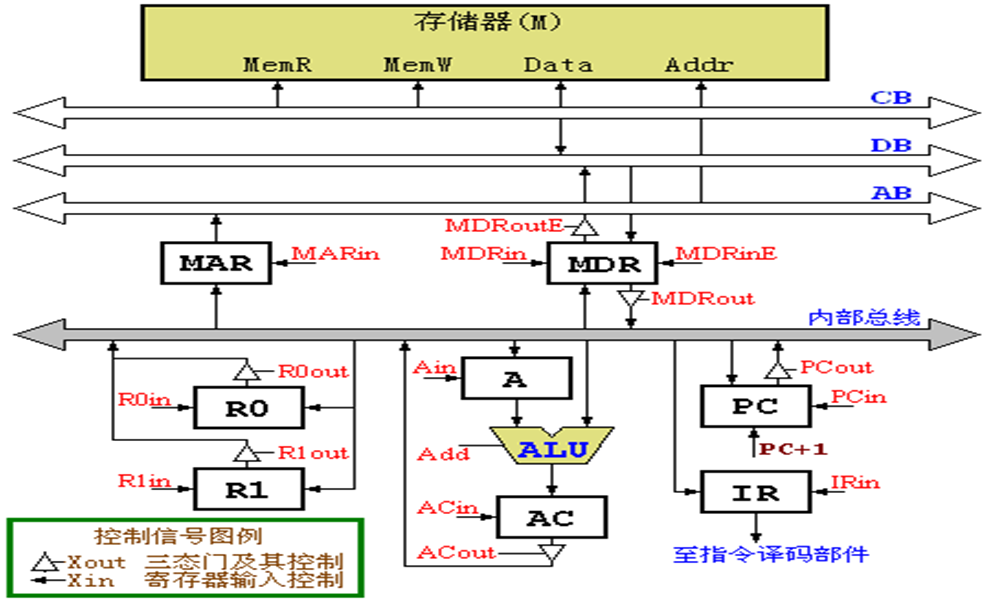 存储器(M)
MemR MemW Data Addr
CB
DB
AB
MDRoutE
MAR MARin MDRin MDR MDRinE
MDRout
内部总线
R0out Ain A PCout
R0in R0 PC PCin
R1out Add ALU PC+1
R1in R1 ACin AC IR IRin
ACout 至指令译码部件
控制信号图例
Xout 三态门及其控制
Xin 寄存器输入控制